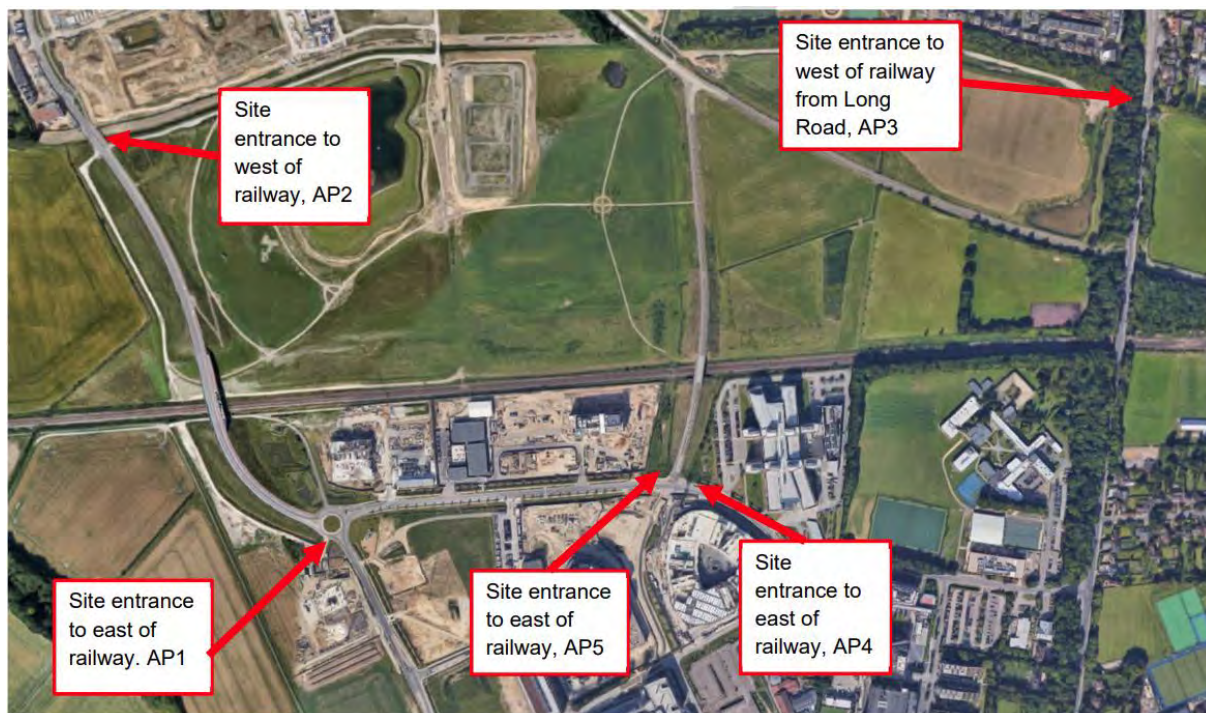 Site
entrance to
west of
railway, AP2
Site entrance to
west of railway
from Long
Road, AP3
Site entrance
to east of
railway. AP1
Site entrance
to east of
railway, AP5
Site
entrance to
east of
railway, AP4